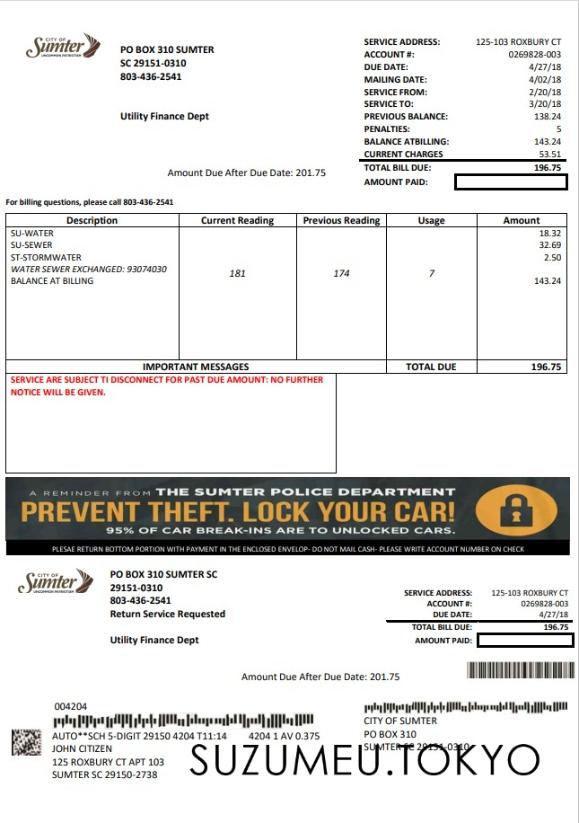 CITY OF
Sumter
UNCOMMON PATRIOTISM
PO BOX 310 SUMTER
SC 29151-0310
803-436-2541
Utility Finance Dept
SERVICE ADDRESS: 125-103 ROXBURY CT
ACCOUNT #: 0269828-003
DUE DATE: 4/27/18
MAILING DATE: 4/02/18
SERVICE FROM: 2/20/18
SERVICE TO: 3/20/18
PREVIOUS BALANCE: 138.24
PENALTIES: 5
BALANCE ATBILLING: 143.24
CURRENT CHARGES 53.51
TOTAL BILL DUE: 196.75
AMOUNT PAID:
Amount Due After Due Date: 201.75
For billing questions, please call 803-436-2541
Description Current Reading Previous Reading Usage Amount
SU-WATER 18.32
SU-SEWER 32.69
ST-STORMWATER 2.50
WATER SEWER EXCHANGED: 93074030 181 174 7
BALANCE AT BILLING 143.24
IMPORTANT MESSAGES TOTAL DUE 196.75
SERVICE ARE SUBJECT TI DISCONNECT FOR PAST DUE AMOUNT: NO FURTHER
NOTICE WILL BE GIVEN.
A REMINDER FROM THE SUMTER POLICE DEPARTMENT
PREVENT THEFT. LOCK YOUR CAR!
95% OF CAR BREAK-INS ARE TO UNLOCKED CARS.
PLESAE RETURN BOTTOM PORTION WITH PAYMENT IN THE ENCLOSED ENVELOP- DO NOT MAIL CASH- PLEASE WRITE ACCOUNT NUMBER ON CHECK
CITY OF
Sumter
UNCOMMON PATRIOTISM
PO BOX 310 SUMTER SC
29151-0310
803-436-2541
Return Service Requested
Utility Finance Dept
SERVICE ADDRESS: 125-103 ROXBURY CT
ACCOUNT #: 0269828-003
DUE DATE: 4/27/18
TOTAL BILL DUE: 196.75
AMOUNT PAID:
Amount Due After Due Date: 201.75
004204
AUTO**SCH 5-DIGIT 29150 4204 T11:14 4204 1 AV 0.375
JOHN CITIZEN
125 ROXBURY CT APT 103
SUMTER SC 29150-2738
CITY OF SUMTER
PO BOX 310
SUMTER SC 29151-0310
SUZUMEU.TOKYO